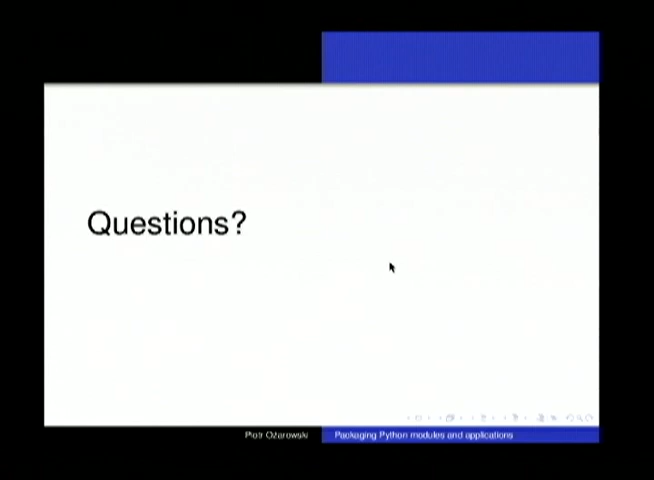 Questions?
Piotr Ożarowski
Packaging Python modules and applications